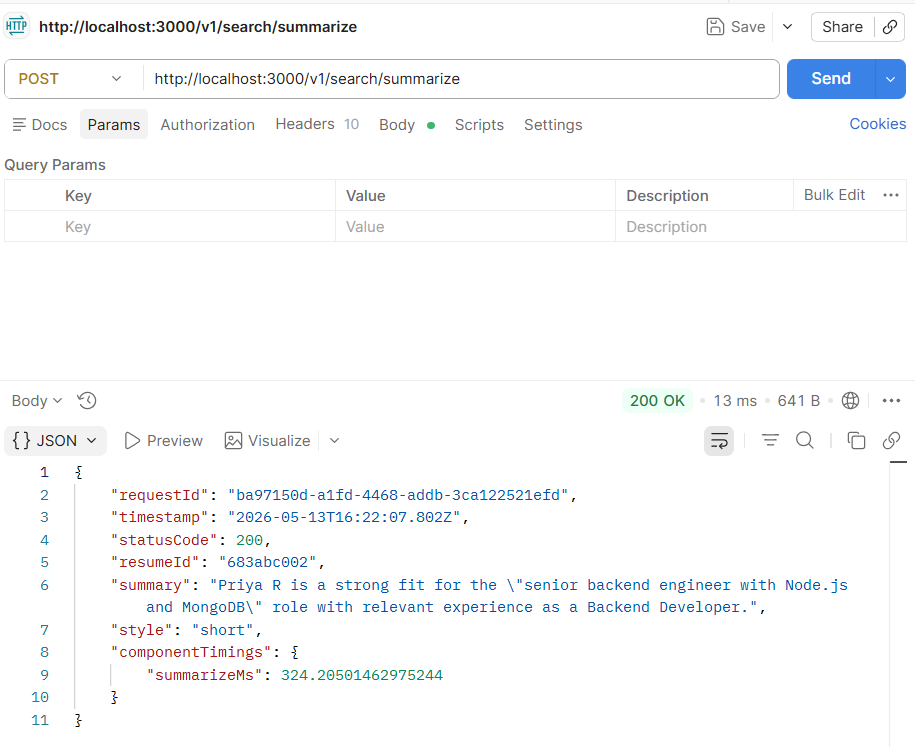 HTTP http://localhost:3000/v1/search/summarize Save Share
POST http://localhost:3000/v1/search/summarize Send
Docs Params Authorization Headers 10 Body Scripts Settings Cookies
Query Params
Key Value Description Bulk Edit
Key Value Description
Body 200 OK 13 ms 641 B
{} JSON Preview Visualize
1 {
2 "requestId": "ba97150d-a1fd-4468-addb-3ca122521efd",
3 "timestamp": "2026-05-13T16:22:07.802Z",
4 "statusCode": 200,
5 "resumeId": "683abc002",
6 "summary": "Priya R is a strong fit for the \"senior backend engineer with Node.js
and MongoDB\" role with relevant experience as a Backend Developer.",
7 "style": "short",
8 "componentTimings": {
9 "summarizeMs": 324.20501462975244
10 }
11 }